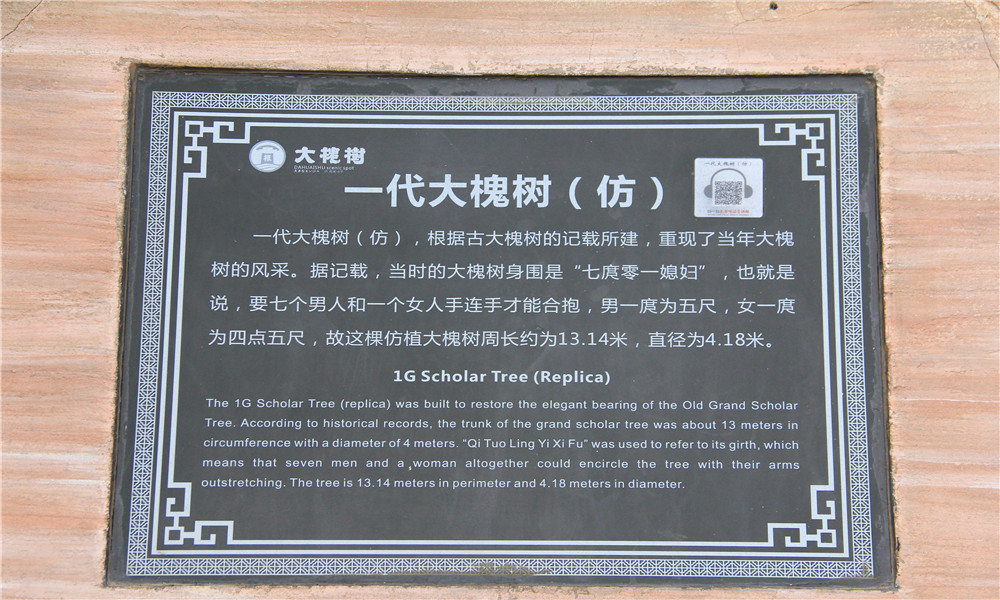 大槐树
DAHUAISHU scenic spot
一代大槐树（仿）
一代大槐树（仿）
一代大槐树（仿），根据古大槐树的记载所建，重现了当年大槐
树的风采。据记载，当时的大槐树身围是“七庹零一媳妇”，也就是
说，要七个男人和一个女人手连手才能合抱，男一庹为五尺，女一庹
为四点五尺，故这棵仿植大槐树周长约为13.14米，直径为4.18米。
1G Scholar Tree (Replica)
The 1G Scholar Tree (replica) was built to restore the elegant bearing of the Old Grand Scholar
Tree. According to historical records, the trunk of the grand scholar tree was about 13 meters in
circumference with a diameter of 4 meters. “Qi Tuo Ling Yi Xi Fu” was used to refer to its girth, which
means that seven men and a woman altogether could encircle the tree with their arms
outstretching. The tree is 13.14 meters in perimeter and 4.18 meters in diameter.